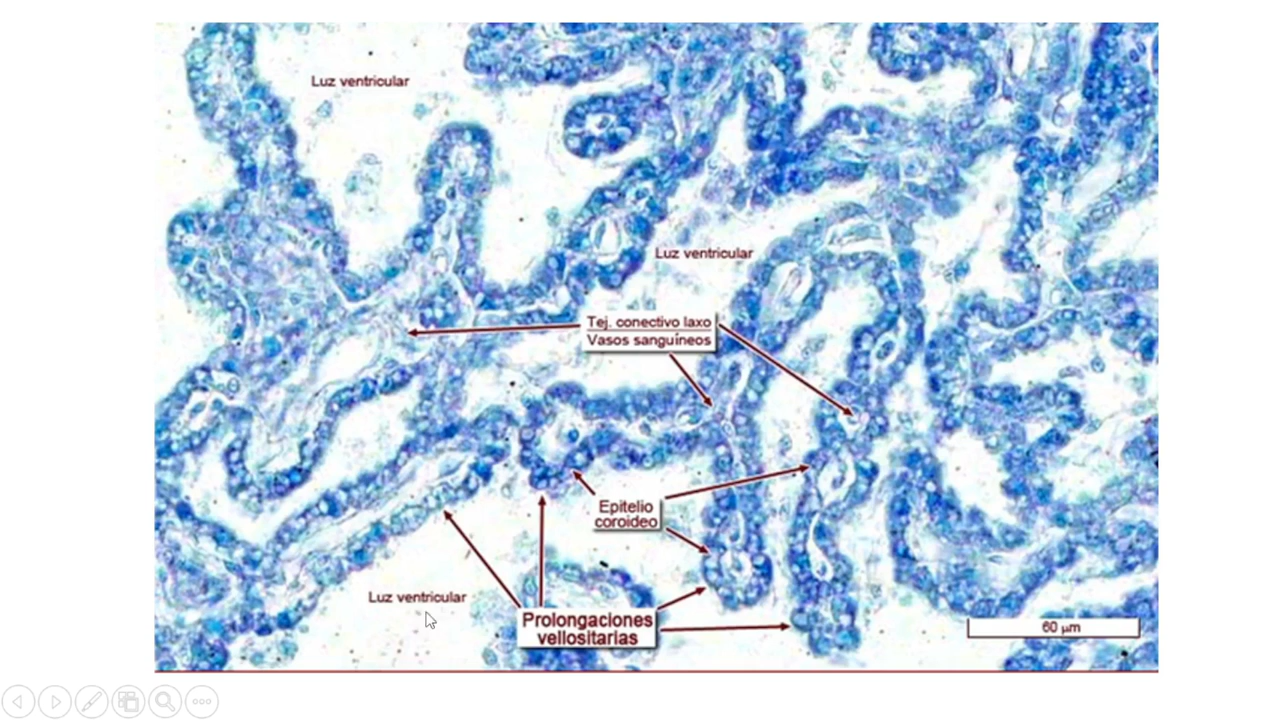 Luz ventricular
Luz ventricular
Tej. conectivo laxo
Vasos sanguíneos
Epitelio
coroideo
Luz ventricular
Prolongaciones
vellositarias
60 µm